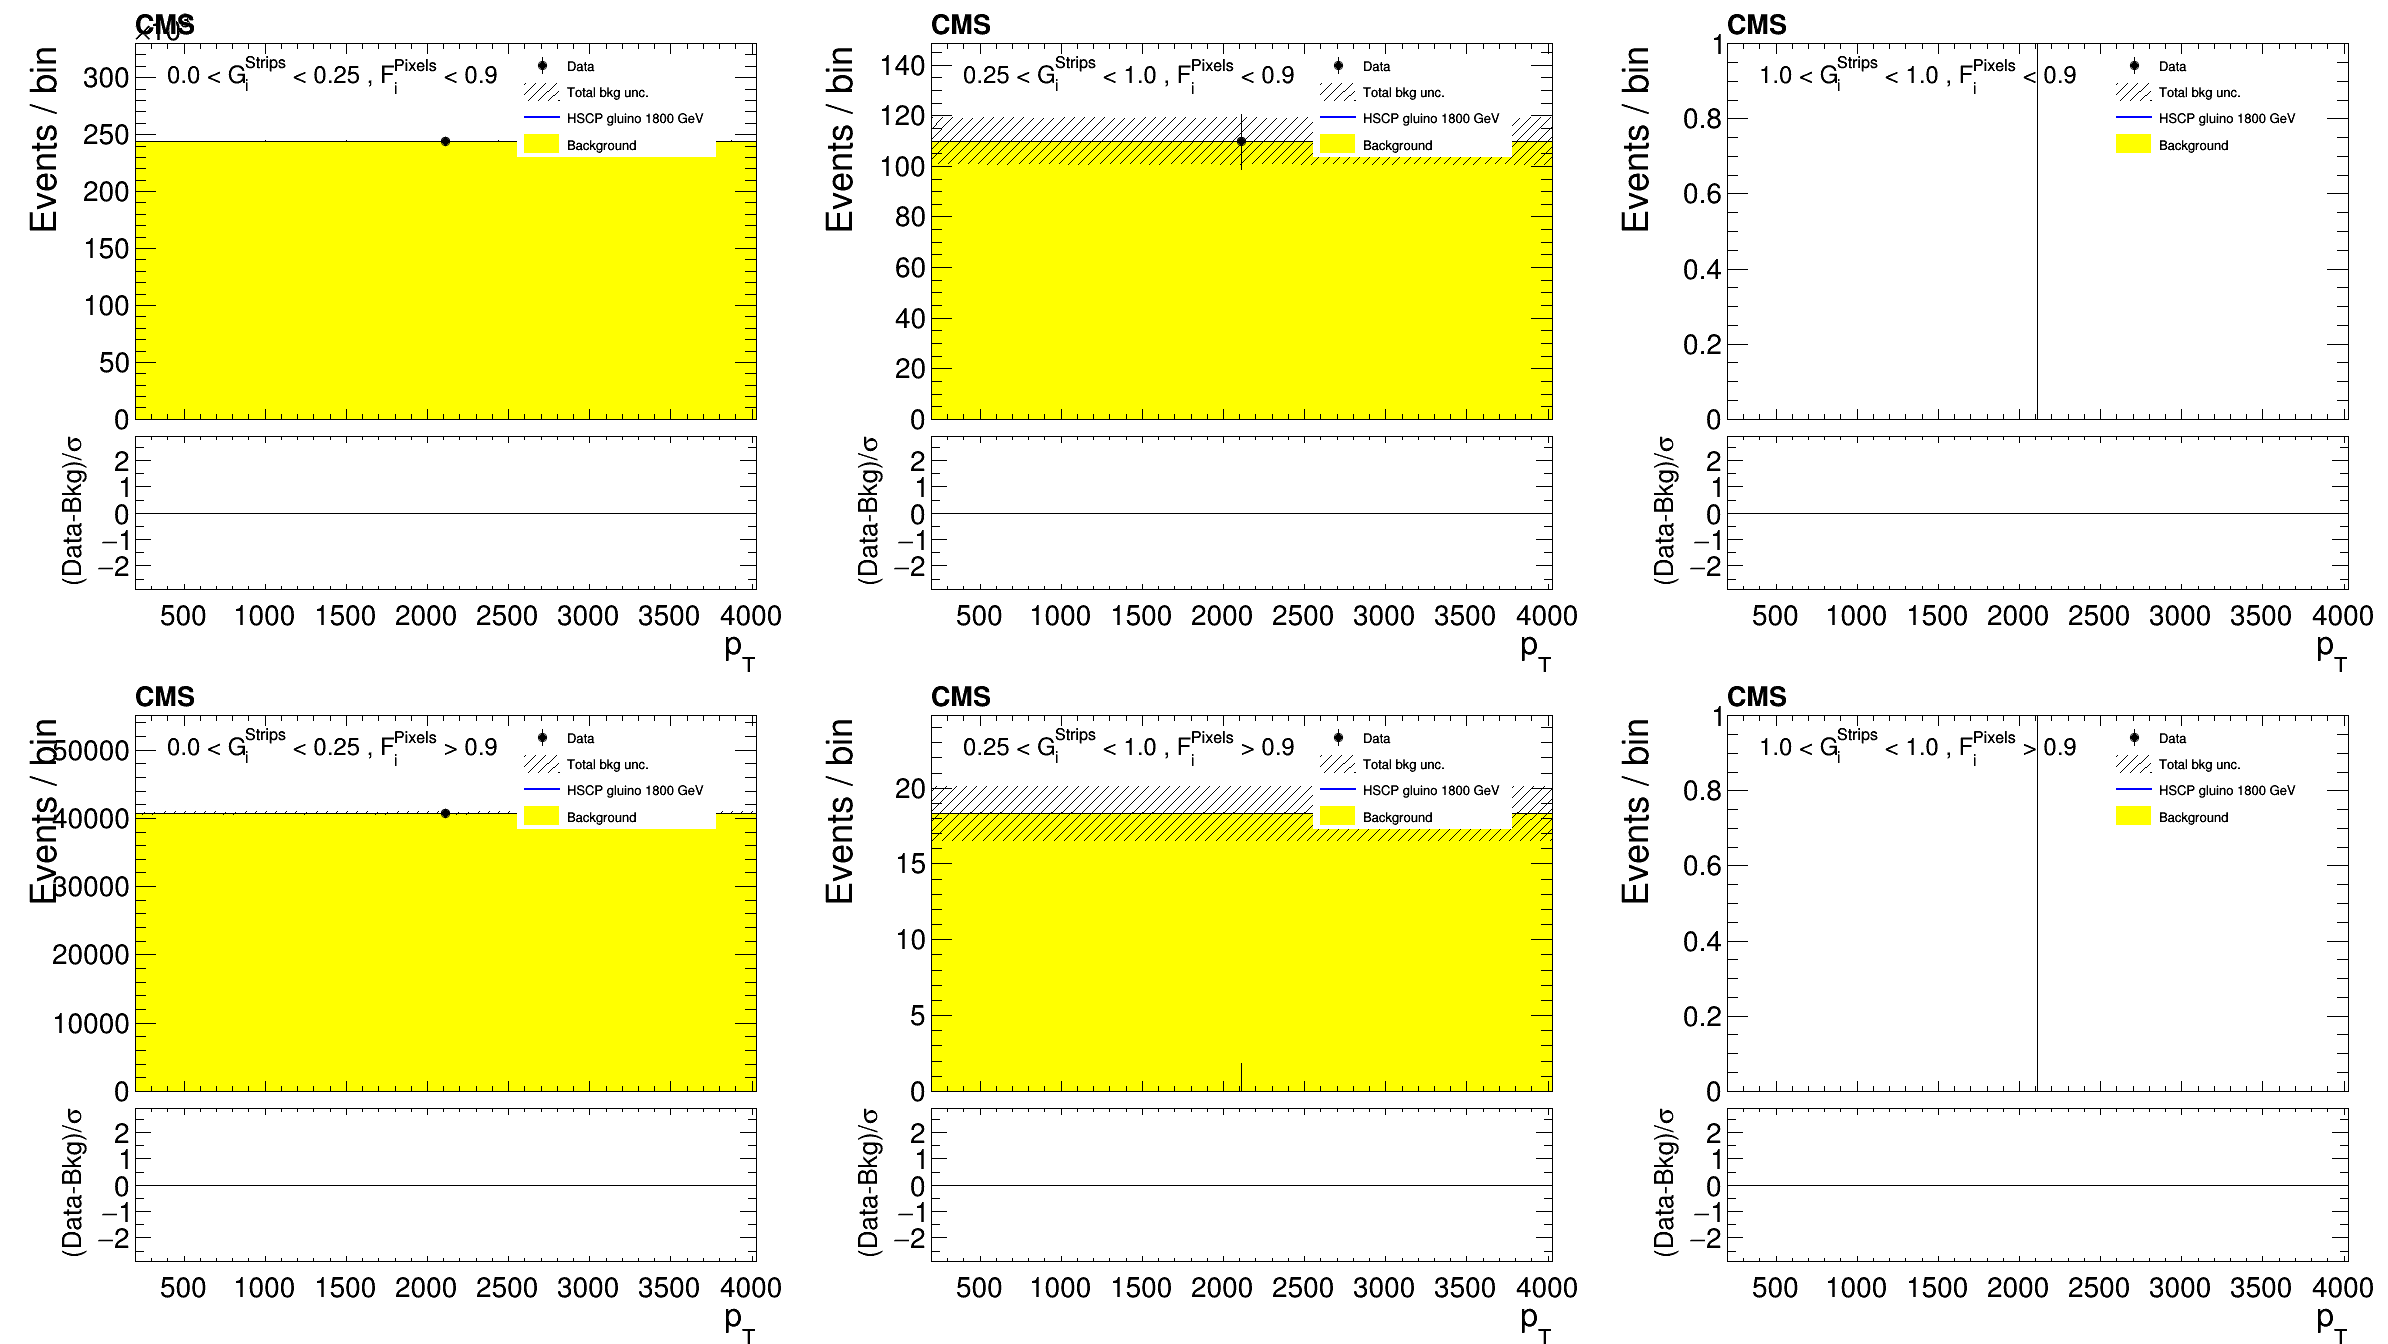 CMS
×10³
Events / bin
300
250
200
150
100
50
0
0.0 < G_i^Strips < 0.25 , F_i^Pixels < 0.9
Data
Total bkg unc.
HSCP gluino 1800 GeV
Background
(Data-Bkg)/σ
2
1
0
−1
−2
500 1000 1500 2000 2500 3000 3500 4000
p_T
CMS
Events / bin
140
120
100
80
60
40
20
0
0.25 < G_i^Strips < 1.0 , F_i^Pixels < 0.9
Data
Total bkg unc.
HSCP gluino 1800 GeV
Background
(Data-Bkg)/σ
2
1
0
−1
−2
500 1000 1500 2000 2500 3000 3500 4000
p_T
CMS
Events / bin
1
0.8
0.6
0.4
0.2
0
1.0 < G_i^Strips < 1.0 , F_i^Pixels < 0.9
Data
Total bkg unc.
HSCP gluino 1800 GeV
Background
(Data-Bkg)/σ
2
1
0
−1
−2
500 1000 1500 2000 2500 3000 3500 4000
p_T
CMS
Events / bin
50000
40000
30000
20000
10000
0
0.0 < G_i^Strips < 0.25 , F_i^Pixels > 0.9
Data
Total bkg unc.
HSCP gluino 1800 GeV
Background
(Data-Bkg)/σ
2
1
0
−1
−2
500 1000 1500 2000 2500 3000 3500 4000
p_T
CMS
Events / bin
20
15
10
5
0
0.25 < G_i^Strips < 1.0 , F_i^Pixels > 0.9
Data
Total bkg unc.
HSCP gluino 1800 GeV
Background
(Data-Bkg)/σ
2
1
0
−1
−2
500 1000 1500 2000 2500 3000 3500 4000
p_T
CMS
Events / bin
1
0.8
0.6
0.4
0.2
0
1.0 < G_i^Strips < 1.0 , F_i^Pixels > 0.9
Data
Total bkg unc.
HSCP gluino 1800 GeV
Background
(Data-Bkg)/σ
2
1
0
−1
−2
500 1000 1500 2000 2500 3000 3500 4000
p_T